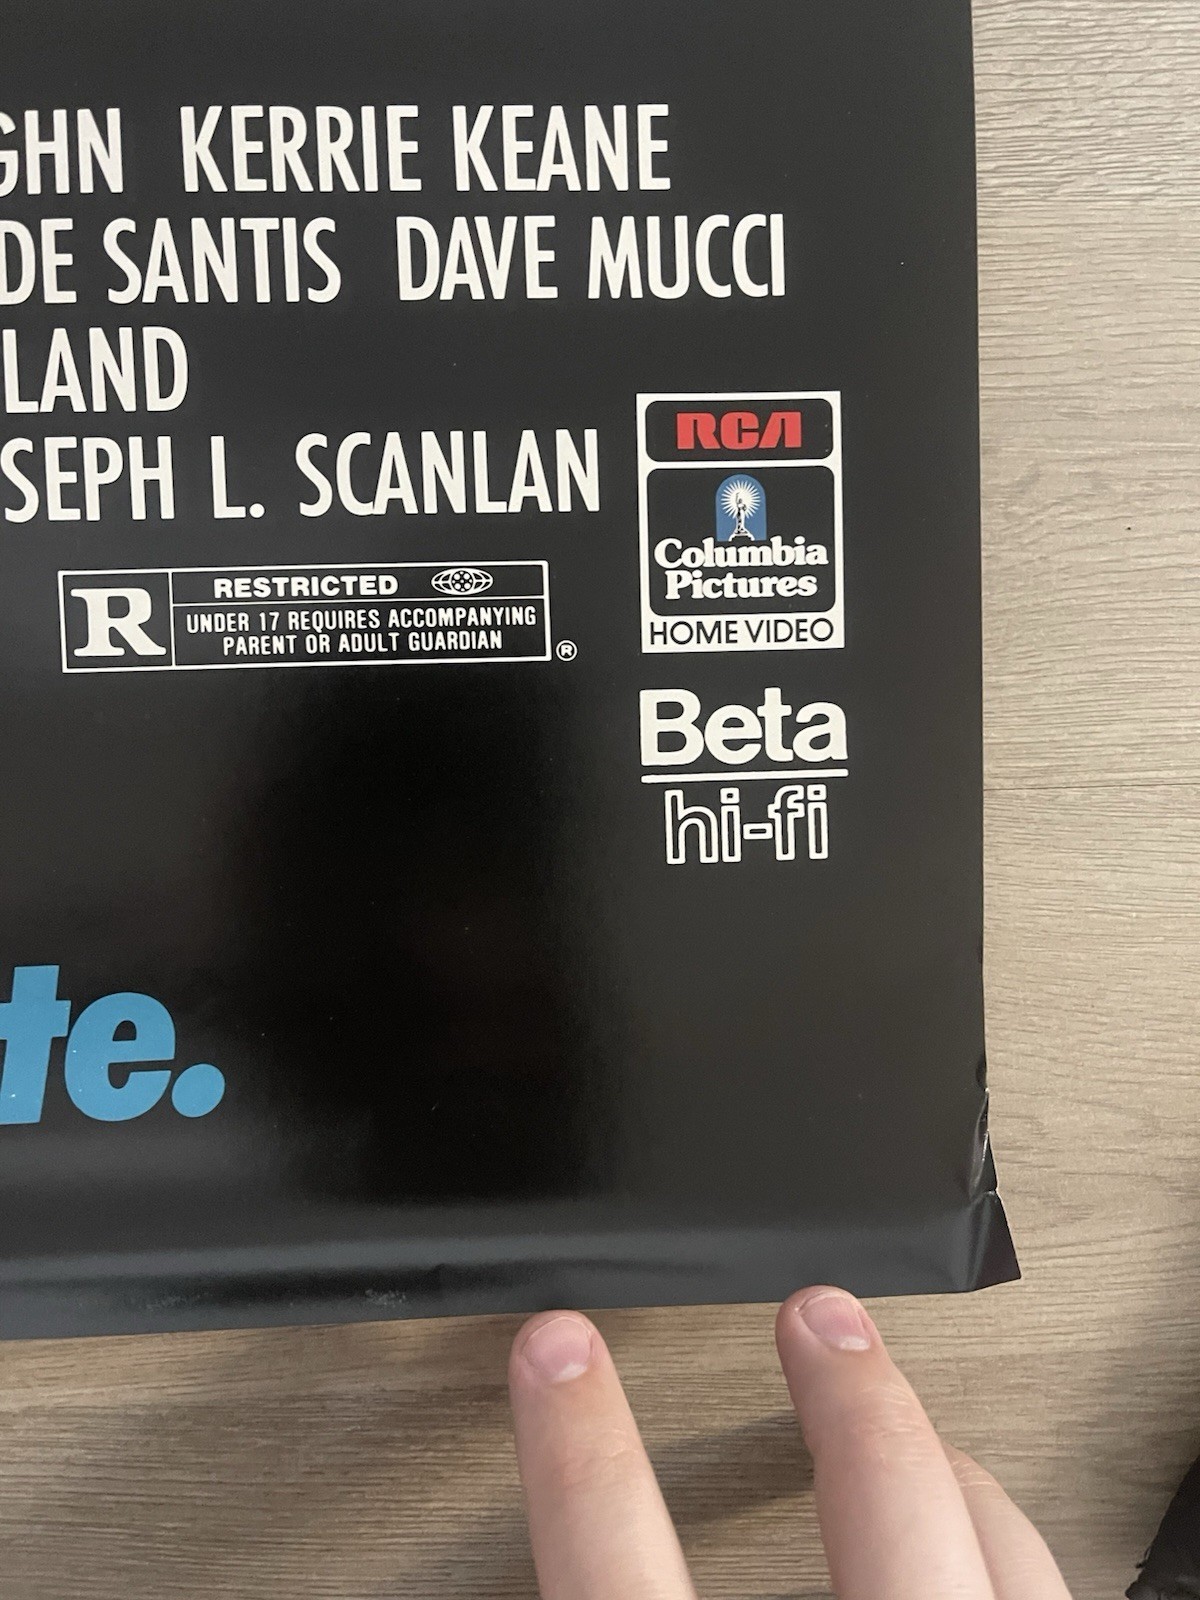 GHN KERRIE KEANE
DE SANTIS DAVE MUCCI
LAND
SEPH L. SCANLAN
RCA
Columbia
Pictures
HOME VIDEO
R
RESTRICTED
UNDER 17 REQUIRES ACCOMPANYING
PARENT OR ADULT GUARDIAN
®
Beta
hi-fi
te.